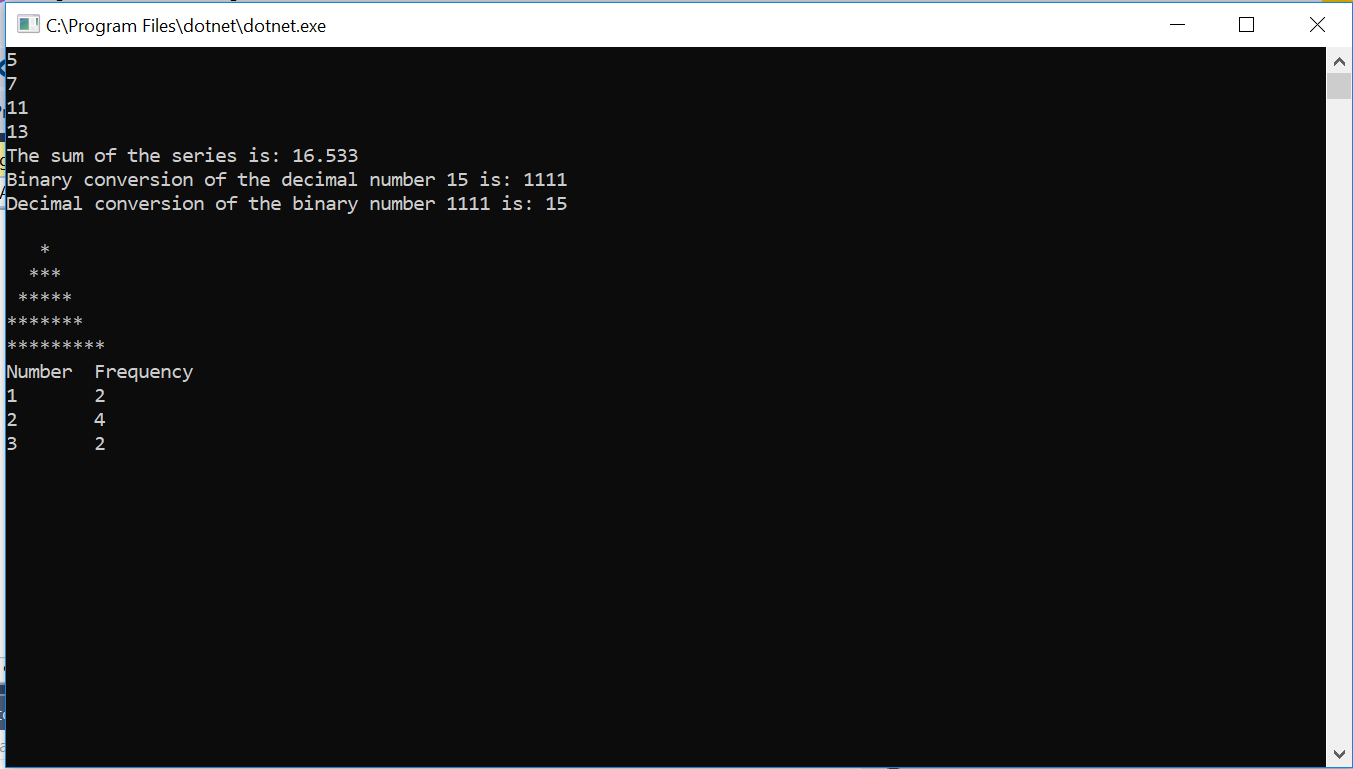 C:\Program Files\dotnet\dotnet.exe
5
7
11
13
The sum of the series is: 16.533
Binary conversion of the decimal number 15 is: 1111
Decimal conversion of the binary number 1111 is: 15

   *
  ***
 *****
*******
*********
Number  Frequency
1       2
2       4
3       2